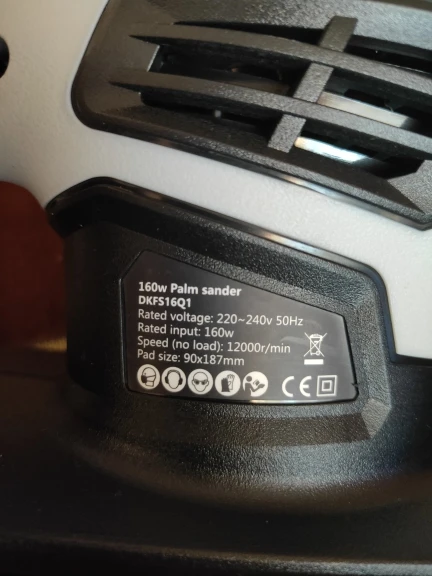 160w Palm sander
DKFS16Q1
Rated voltage: 220~240v 50Hz
Rated input: 160w
Speed (no load): 12000r/min
Pad size: 90x187mm
CE